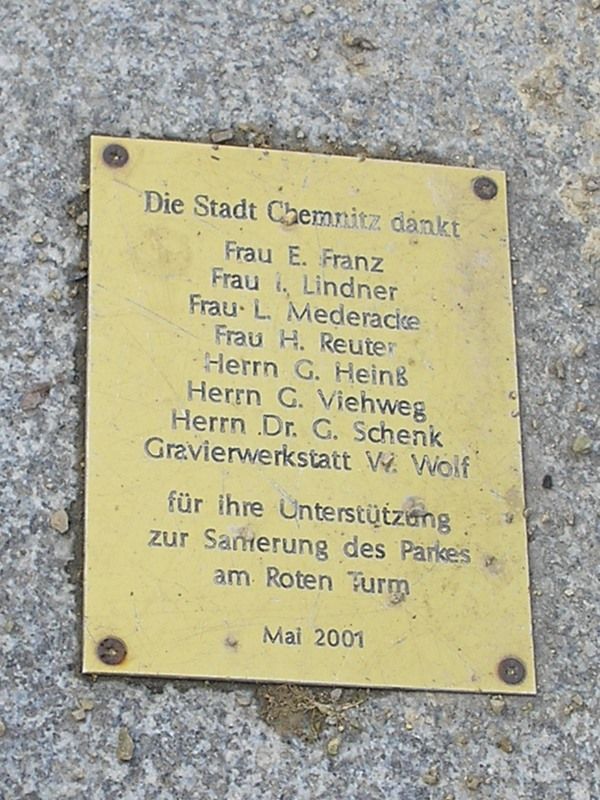 Die Stadt Chemnitz dankt
Frau E. Franz
Frau I. Lindner
Frau L. Mederacke
Frau H. Reuter
Herrn G. Heinß
Herrn G. Viehweg
Herrn Dr. G. Schenk
Gravierwerkstatt W. Wolf
für ihre Unterstützung
zur Sanierung des Parkes
am Roten Turm
Mai 2001